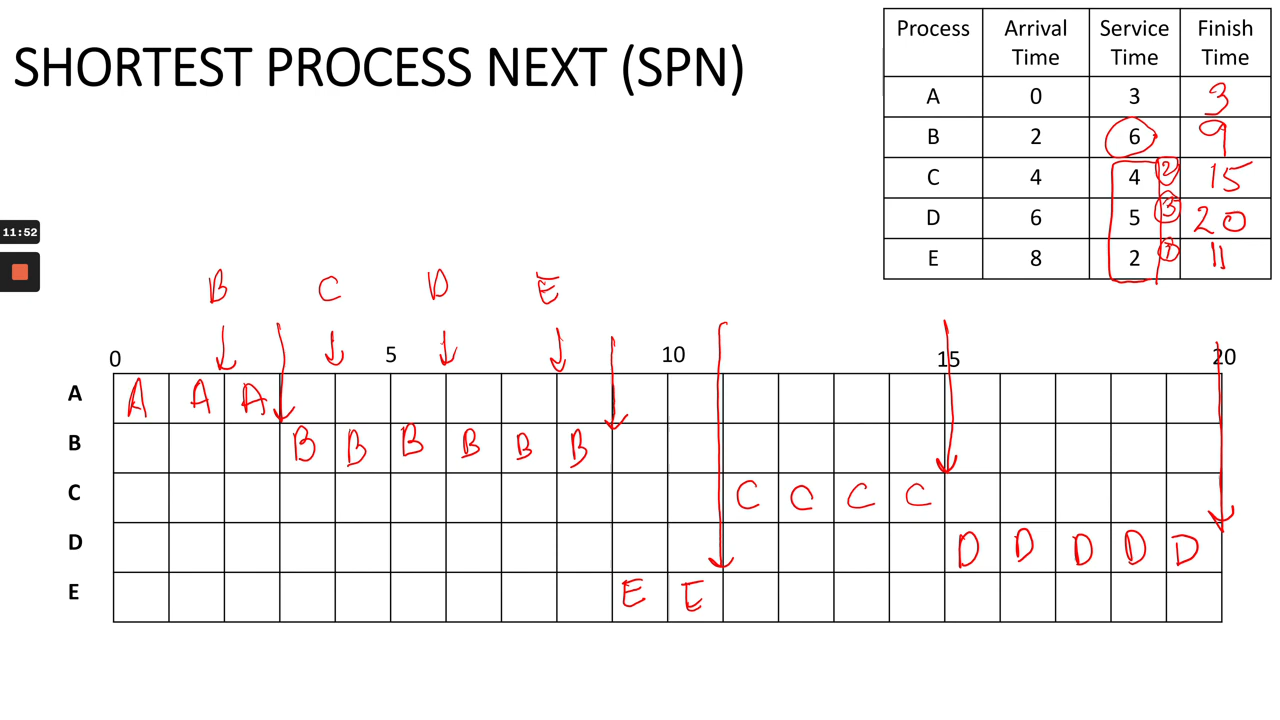 SHORTEST PROCESS NEXT (SPN)
Process Arrival Time Service Time Finish Time
A 0 3 3
B 2 6 9
C 4 4 2 15
D 6 5 3 20
E 8 2 1 11
11:52
B C D E
0 5 10 15 20
A A A A
B B B B B B B
C C C C C
D D D D D D
E E E